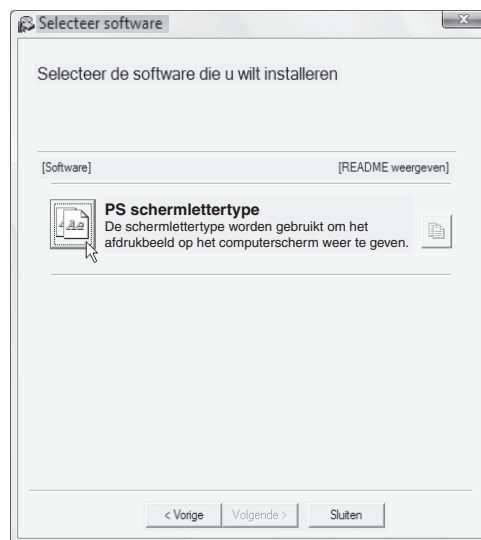 Selecteer software
Selecteer de software die u wilt installeren
[Software] [README weergeven]
Aa
PS schermlettertype
De schermlettertype worden gebruikt om het
afdrukbeeld op het computerscherm weer te geven.
< Vorige Volgende > Sluiten